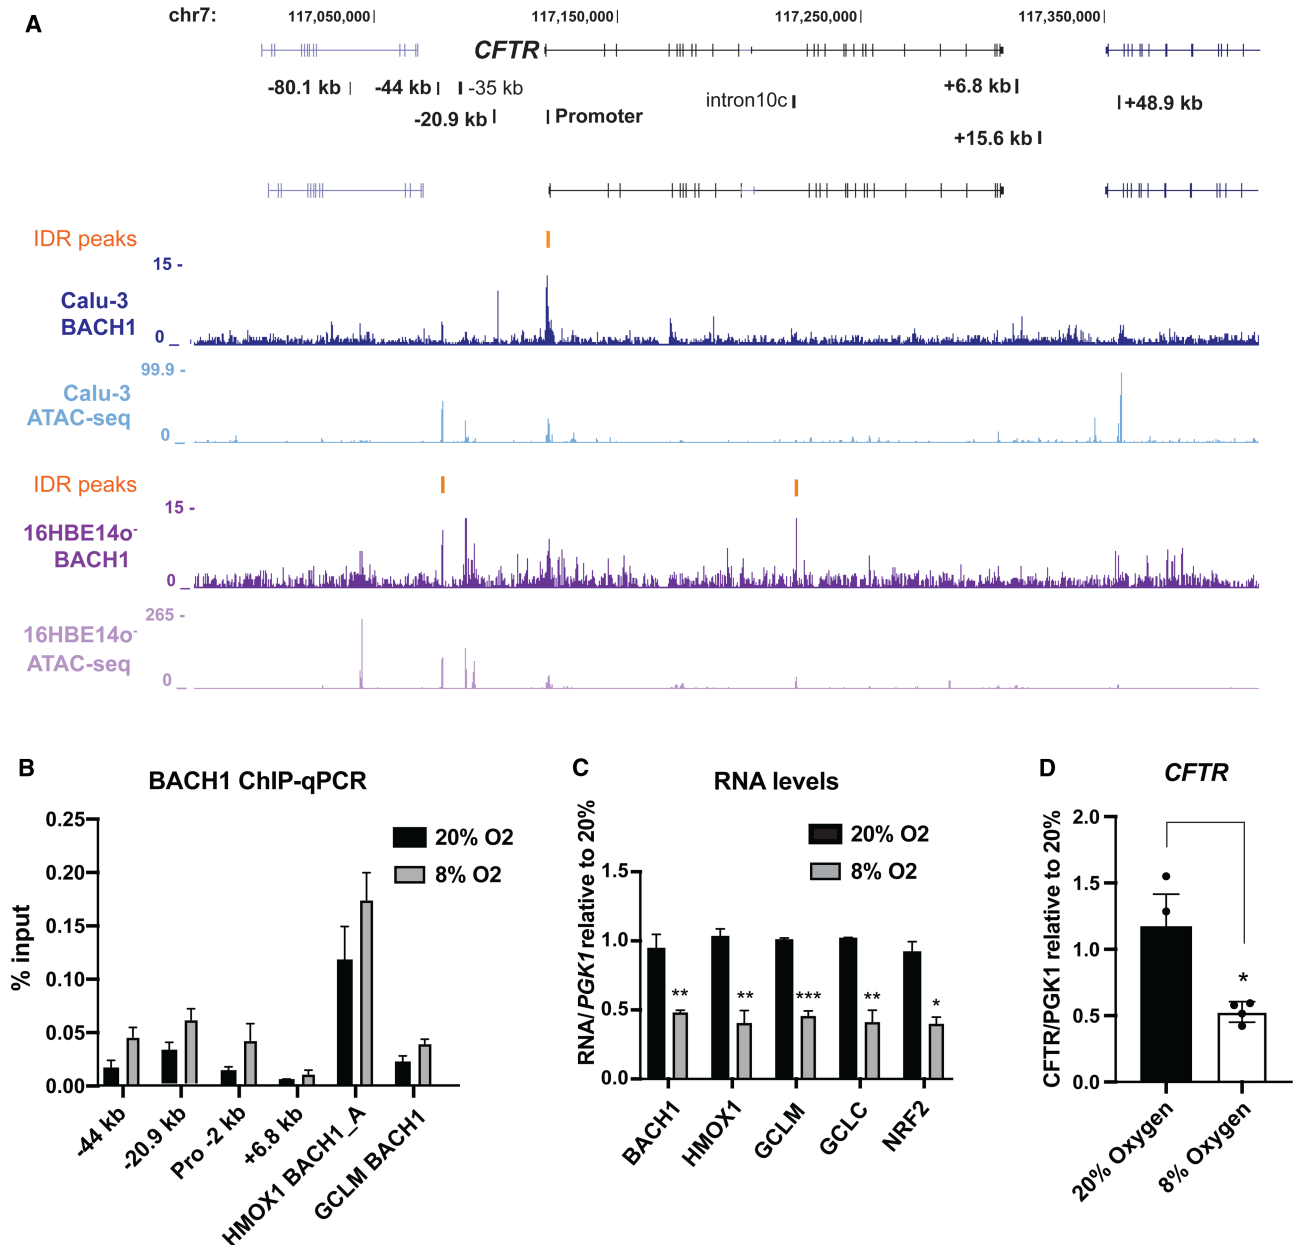 A
chr7: 117,050,000 117,150,000 117,250,000 117,350,000
CFTR
-80.1 kb -44 kb -35 kb +6.8 kb
-20.9 kb Promoter intron10c +48.9 kb
+15.6 kb
IDR peaks
15 -
Calu-3
BACH1
0 _
99.9 -
Calu-3
ATAC-seq
0 _
IDR peaks
15 -
16HBE14o-
BACH1
0 _
265 -
16HBE14o-
ATAC-seq
0 _
B
BACH1 ChIP-qPCR
20% O2
8% O2
% input
0.25
0.20
0.15
0.10
0.05
0.00
-44 kb
-20.9 kb
Pro -2 kb
+6.8 kb
HMOX1 BACH1_A
GCLM BACH1
C
RNA levels
20% O2
8% O2
RNA/PGK1 relative to 20%
1.5
1.0
0.5
0.0
** ** *** ** *
BACH1
HMOX1
GCLM
GCLC
NRF2
D
CFTR
CFTR/PGK1 relative to 20%
2.0
1.5
1.0
0.5
0.0
*
20% Oxygen
8% Oxygen